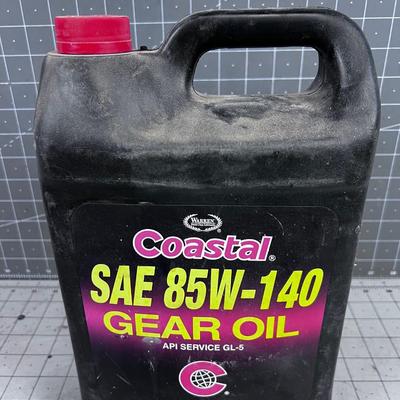 WARREN
Coastal®
SAE 85W-140
GEAR OIL
API SERVICE GL-5
C®